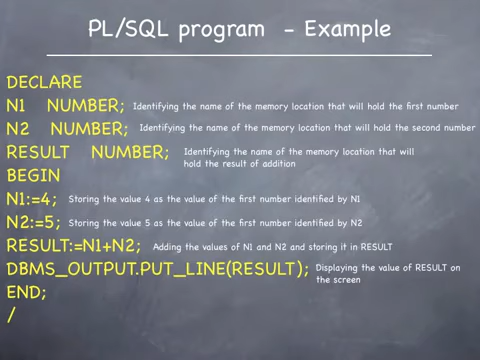 PL/SQL program - Example
DECLARE
N1 NUMBER; Identifying the name of the memory location that will hold the first number
N2 NUMBER; Identifying the name of the memory location that will hold the second number
RESULT NUMBER; Identifying the name of the memory location that will
hold the result of addition
BEGIN
N1:=4; Storing the value 4 as the value of the first number identified by N1
N2:=5; Storing the value 5 as the value of the first number identified by N2
RESULT:=N1+N2; Adding the values of N1 and N2 and storing it in RESULT
DBMS_OUTPUT.PUT_LINE(RESULT); Displaying the value of RESULT on
the screen
END;
/